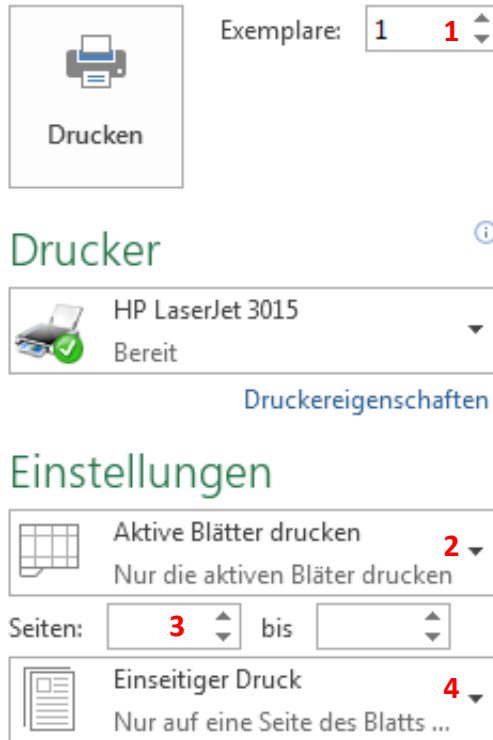 Exemplare: 1 1
Drucken
Drucker
HP LaserJet 3015
Bereit
Druckereigenschaften
Einstellungen
Aktive Blätter drucken 2
Nur die aktiven Bläter drucken
Seiten: 3 bis
Einseitiger Druck 4
Nur auf eine Seite des Blatts ...